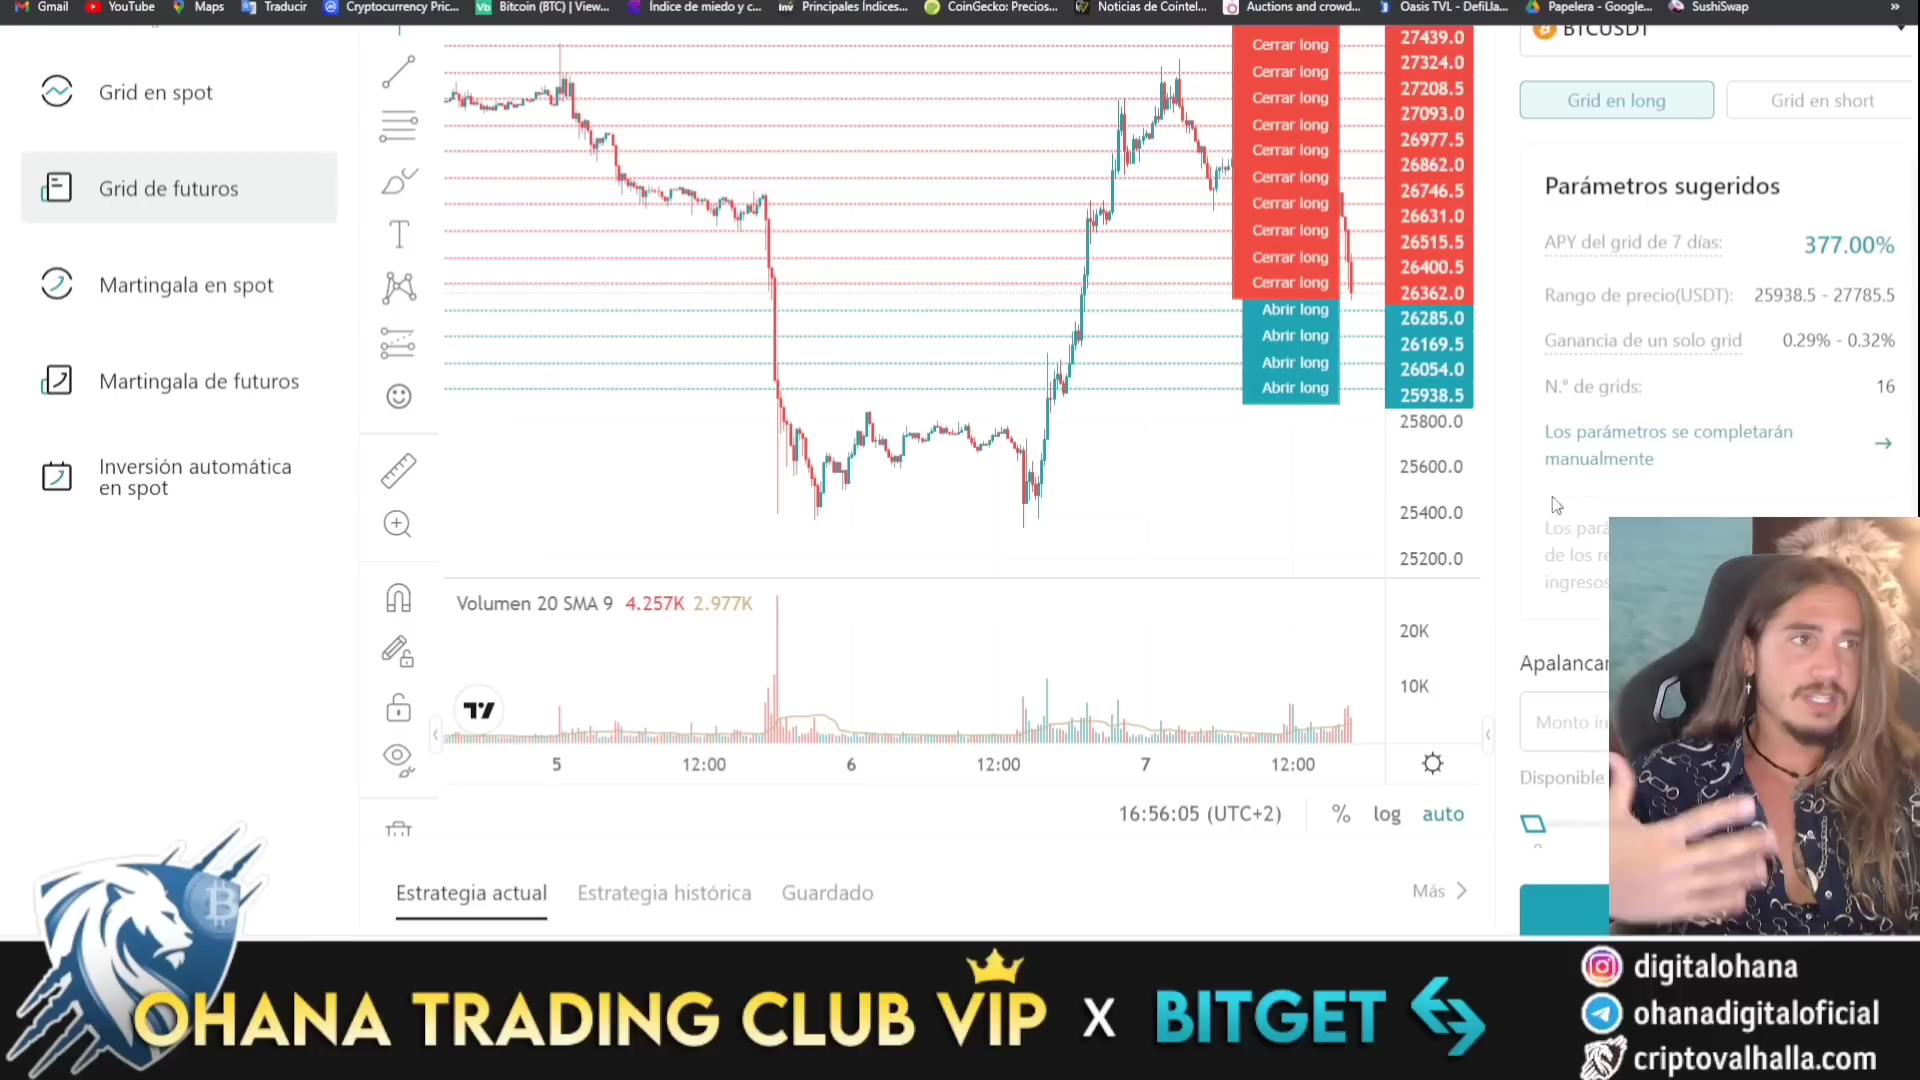 Gmail
YouTube
Maps
Traducir
Cryptocurrency Pric...
Bitcoin (BTC) | View...
Índice de miedo y c...
Principales Índices...
CoinGecko: Precios...
Noticias de Cointel...
Auctions and crowd...
Oasis TVL - DefiLla...
Papelera - Google...
SushiSwap
»
Grid en spot
Grid de futuros
Martingala en spot
Martingala de futuros
Inversión automática
en spot
Cerrar long
Cerrar long
Cerrar long
Cerrar long
Cerrar long
Cerrar long
Cerrar long
Cerrar long
Cerrar long
Cerrar long
Abrir long
Abrir long
Abrir long
Abrir long
27439.0
27324.0
27208.5
27093.0
26977.5
26862.0
26746.5
26631.0
26515.5
26400.5
26362.0
26285.0
26169.5
26054.0
25938.5
25800.0
25600.0
25400.0
25200.0
Volumen 20 SMA 9 4.257K 2.977K
20K
10K
5 12:00 6 12:00 7 12:00
16:56:05 (UTC+2) % log auto
Estrategia actual Estrategia histórica Guardado Más
BTCUSDT
Grid en long Grid en short
Parámetros sugeridos
APY del grid de 7 días: 377.00%
Rango de precio(USDT): 25938.5 - 27785.5
Ganancia de un solo grid 0.29% - 0.32%
N.° de grids: 16
Los parámetros se completarán
manualmente
Los pará
de los re
ingresos
Apalancar
Monto in
Disponible
OHANA TRADING CLUB VIP X BITGET
digitalohana
ohanadigitaloficial
criptovalhalla.com